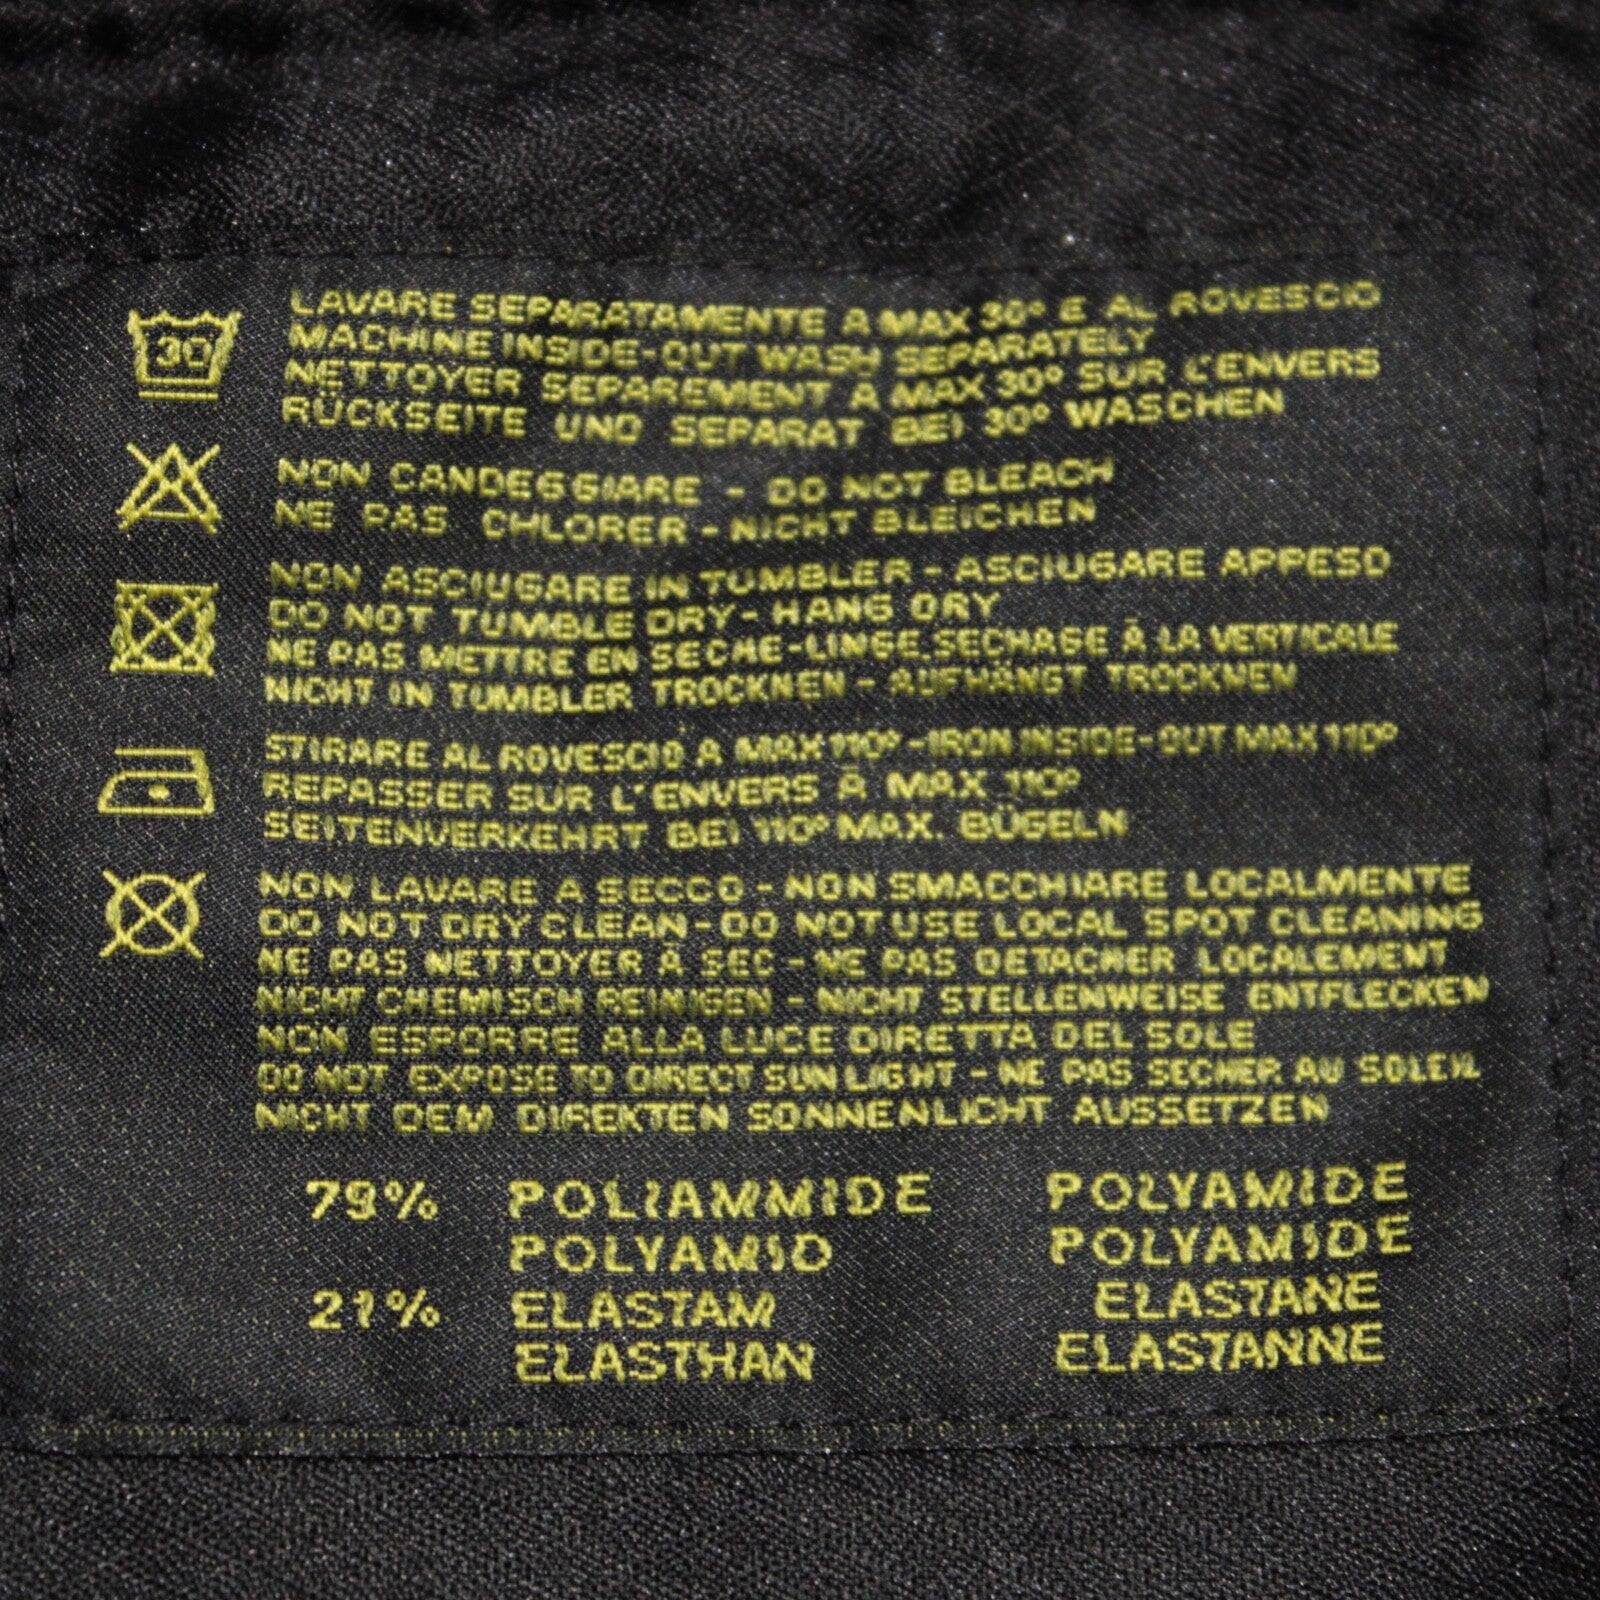 30
LAVARE SEPARATAMENTE A MAX 30° E AL ROVESCIO
MACHINE INSIDE-OUT WASH SEPARATELY
NETTOYER SEPAREMENT A MAX 30° SUR L'ENVERS
RÜCKSEITE UND SEPARAT BEI 30° WASCHEN
NON CANDEGGIARE - DO NOT BLEACH
NE PAS CHLORER - NICHT BLEICHEN
NON ASCIUGARE IN TUMBLER - ASCIUGARE APPESO
DO NOT TUMBLE DRY - HANG DRY
NE PAS METTRE EN SECHE-LINGE.SECHAGE À LA VERTICALE
NICHT IN TUMBLER TROCKNEN - AUFHÄNGT TROCKNEN
STIRARE AL ROVESCIO A MAX 110° - IRON INSIDE-OUT MAX 110°
REPASSER SUR L'ENVERS À MAX 110°
SEITENVERKEHRT BEI 110° MAX. BÜGELN
NON LAVARE A SECCO - NON SMACCHIARE LOCALMENTE
DO NOT DRY CLEAN - DO NOT USE LOCAL SPOT CLEANING
NE PAS NETTOYER À SEC - NE PAS DETACHER LOCALEMENT
NICHT CHEMISCH REINIGEN - NICHT STELLENWEISE ENTFLECKEN
NON ESPORRE ALLA LUCE DIRETTA DEL SOLE
DO NOT EXPOSE TO DIRECT SUN LIGHT - NE PAS SECHER AU SOLEIL
NICHT DEM DIREKTEN SONNENLICHT AUSSETZEN
79% POLIAMMIDE POLYAMIDE
POLYAMID POLYAMIDE
21% ELASTAM ELASTANE
ELASTHAN ELASTANNE